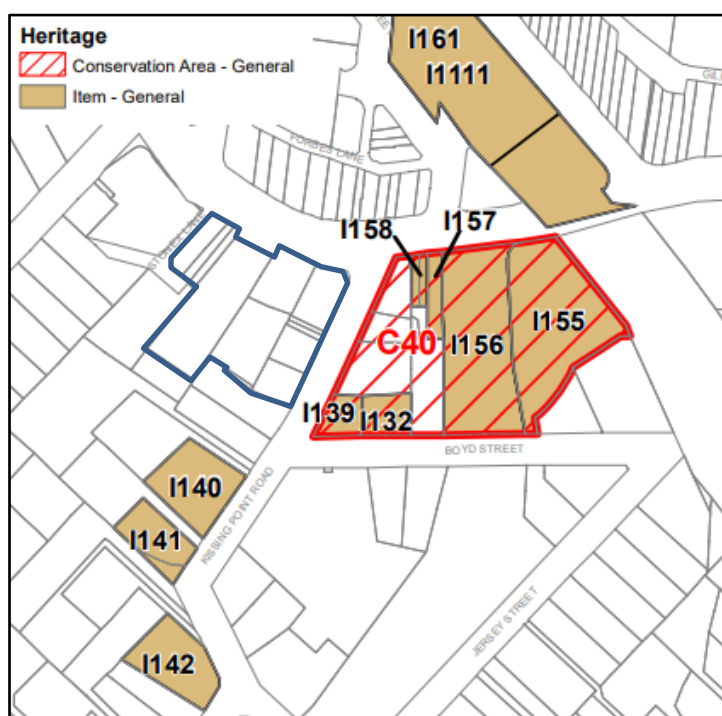 Heritage
Conservation Area - General
Item - General
I161
I1111
FORBES LANE
I158
I157
C40
I156
I155
I139
I132
BOYD STREET
I140
KISSING POINT ROAD
I141
JERSEY STREET
I142